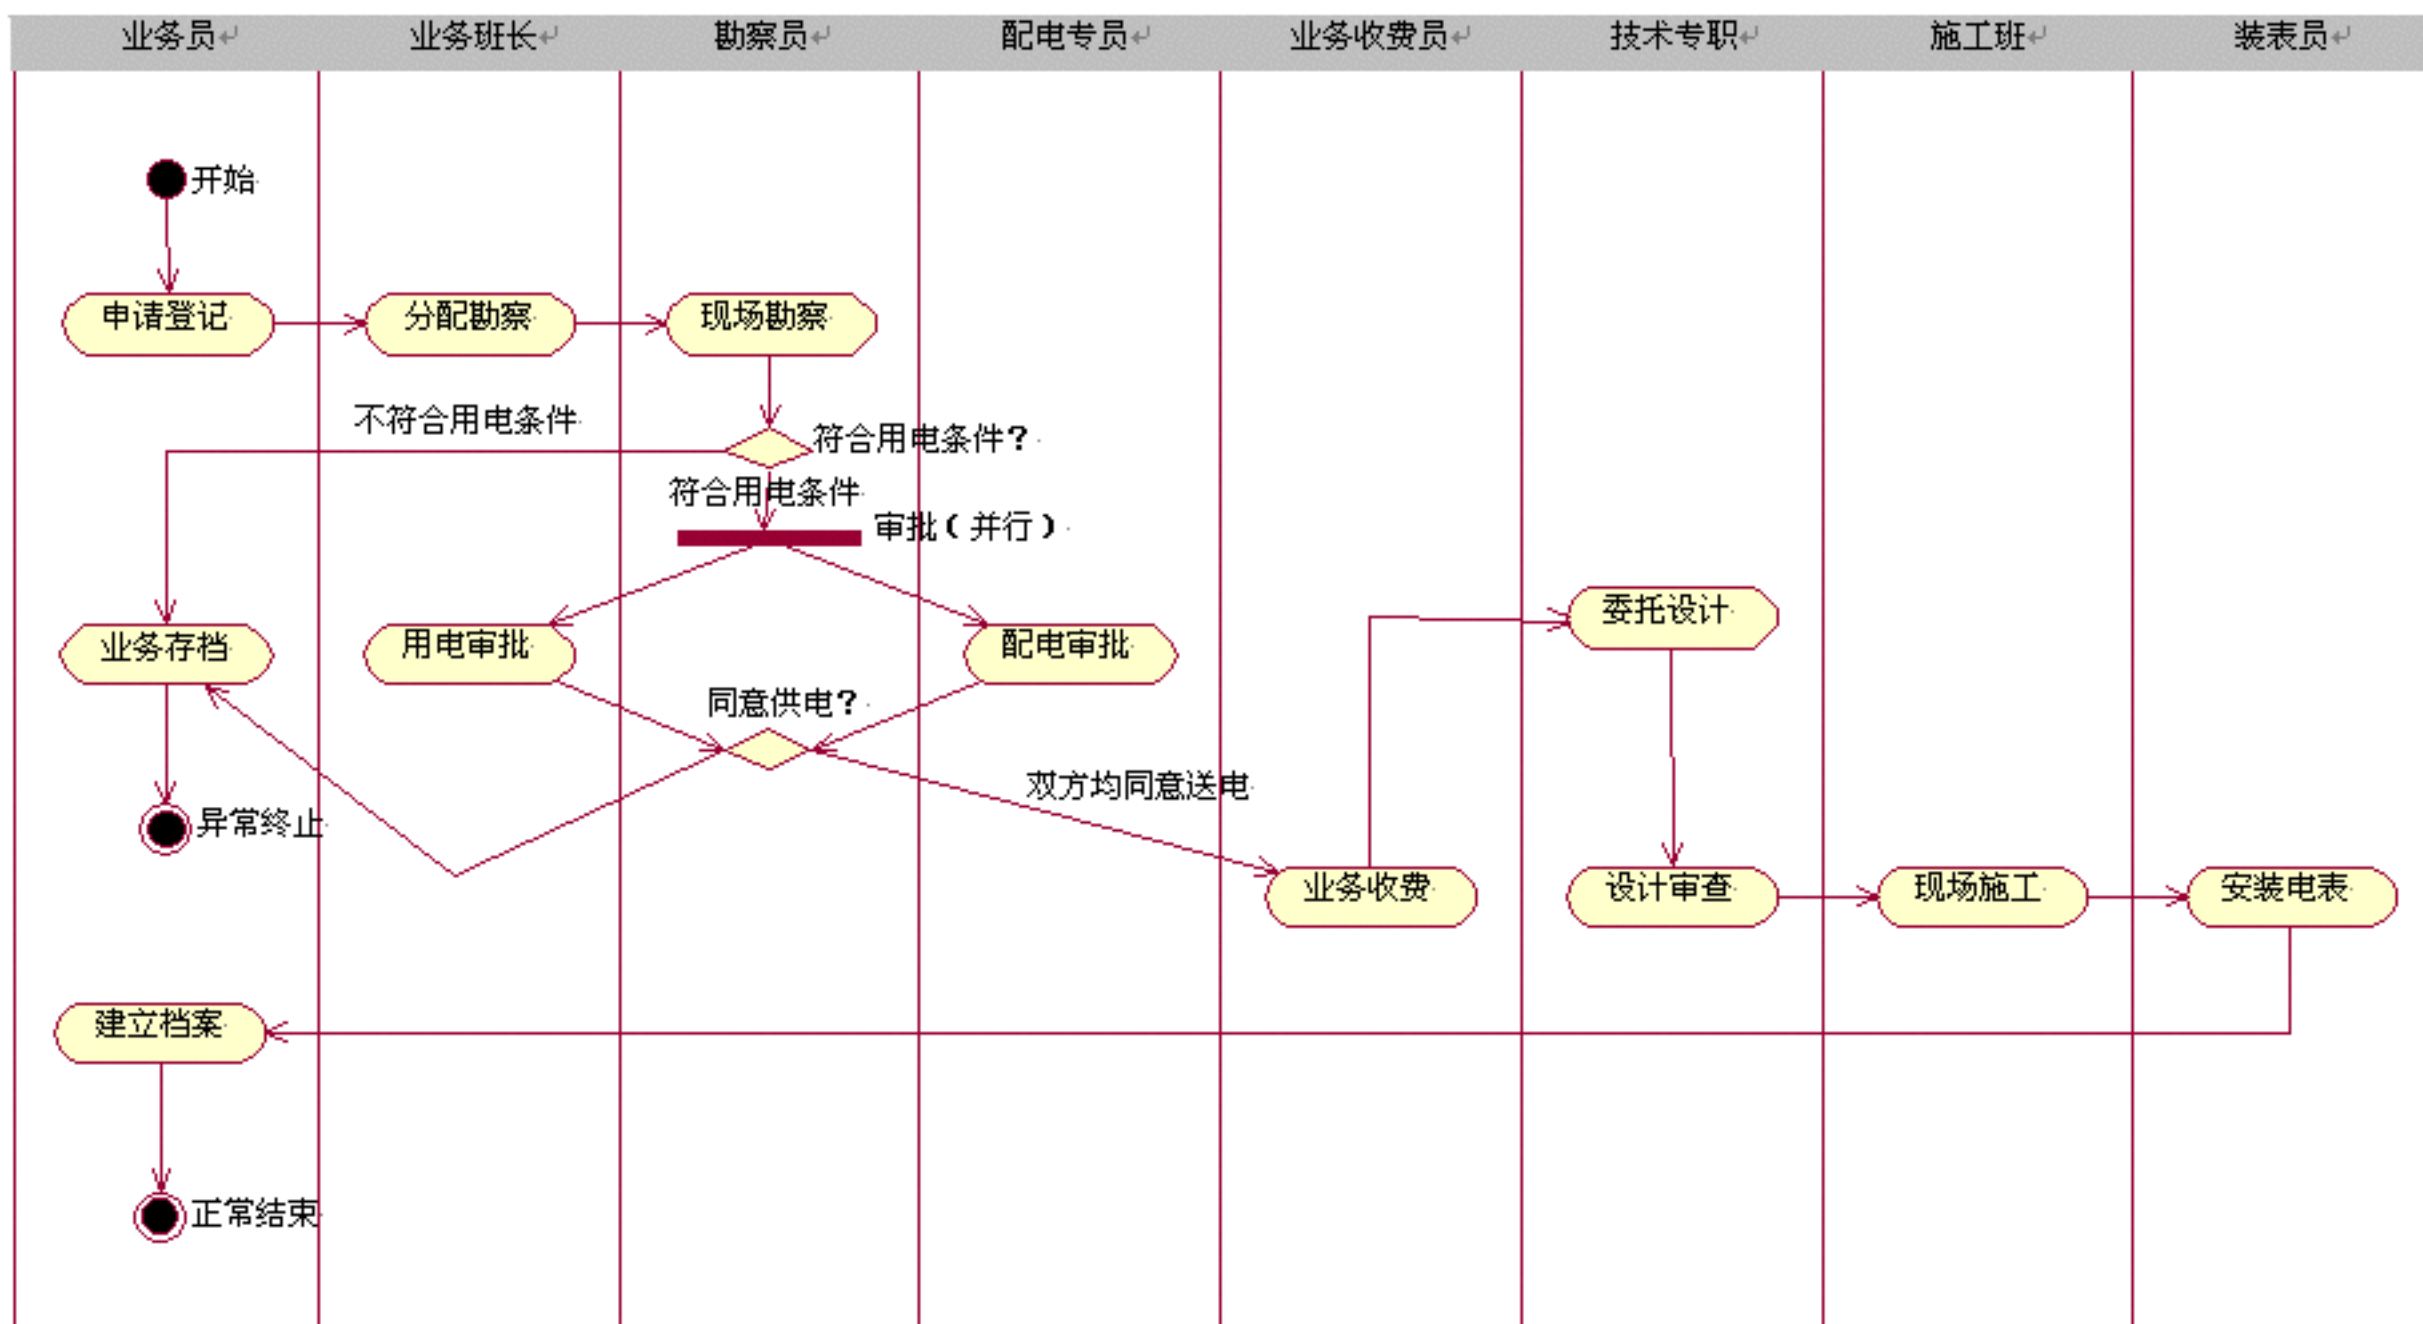 业务员
业务班长
勘察员
配电专员
业务收费员
技术专职
施工班
装表员
开始
申请登记
分配勘察
现场勘察
不符合用电条件
符合用电条件?
符合用电条件
审批(并行)
委托设计
业务存档
用电审批
配电审批
同意供电?
双方均同意送电
异常终止
业务收费
设计审查
现场施工
安装电表
建立档案
正常结束